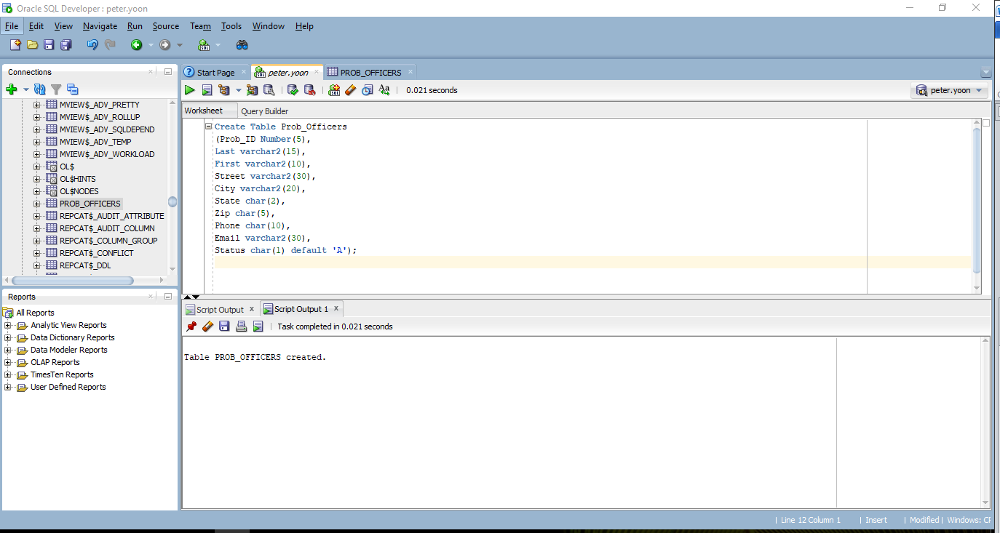 Oracle SQL Developer : peter.yoon
File Edit View Navigate Run Source Team Tools Window Help
Connections
MVIEW$_ADV_PRETTY
MVIEW$_ADV_ROLLUP
MVIEW$_ADV_SQLDEPEND
MVIEW$_ADV_TEMP
MVIEW$_ADV_WORKLOAD
OL$
OL$HINTS
OL$NODES
PROB_OFFICERS
REPCAT$_AUDIT_ATTRIBUTE
REPCAT$_AUDIT_COLUMN
REPCAT$_COLUMN_GROUP
REPCAT$_CONFLICT
REPCAT$_DDL
Reports
All Reports
Analytic View Reports
Data Dictionary Reports
Data Modeler Reports
OLAP Reports
TimesTen Reports
User Defined Reports
Start Page peter.yoon PROB_OFFICERS
0.021 seconds peter.yoon
Worksheet Query Builder
Create Table Prob_Officers
(Prob_ID Number(5),
Last varchar2(15),
First varchar2(10),
Street varchar2(30),
City varchar2(20),
State char(2),
Zip char(5),
Phone char(10),
Email varchar2(30),
Status char(1) default 'A');
Script Output Script Output 1
Task completed in 0.021 seconds
Table PROB_OFFICERS created.
Line 12 Column 1 | Insert | Modified | Windows: